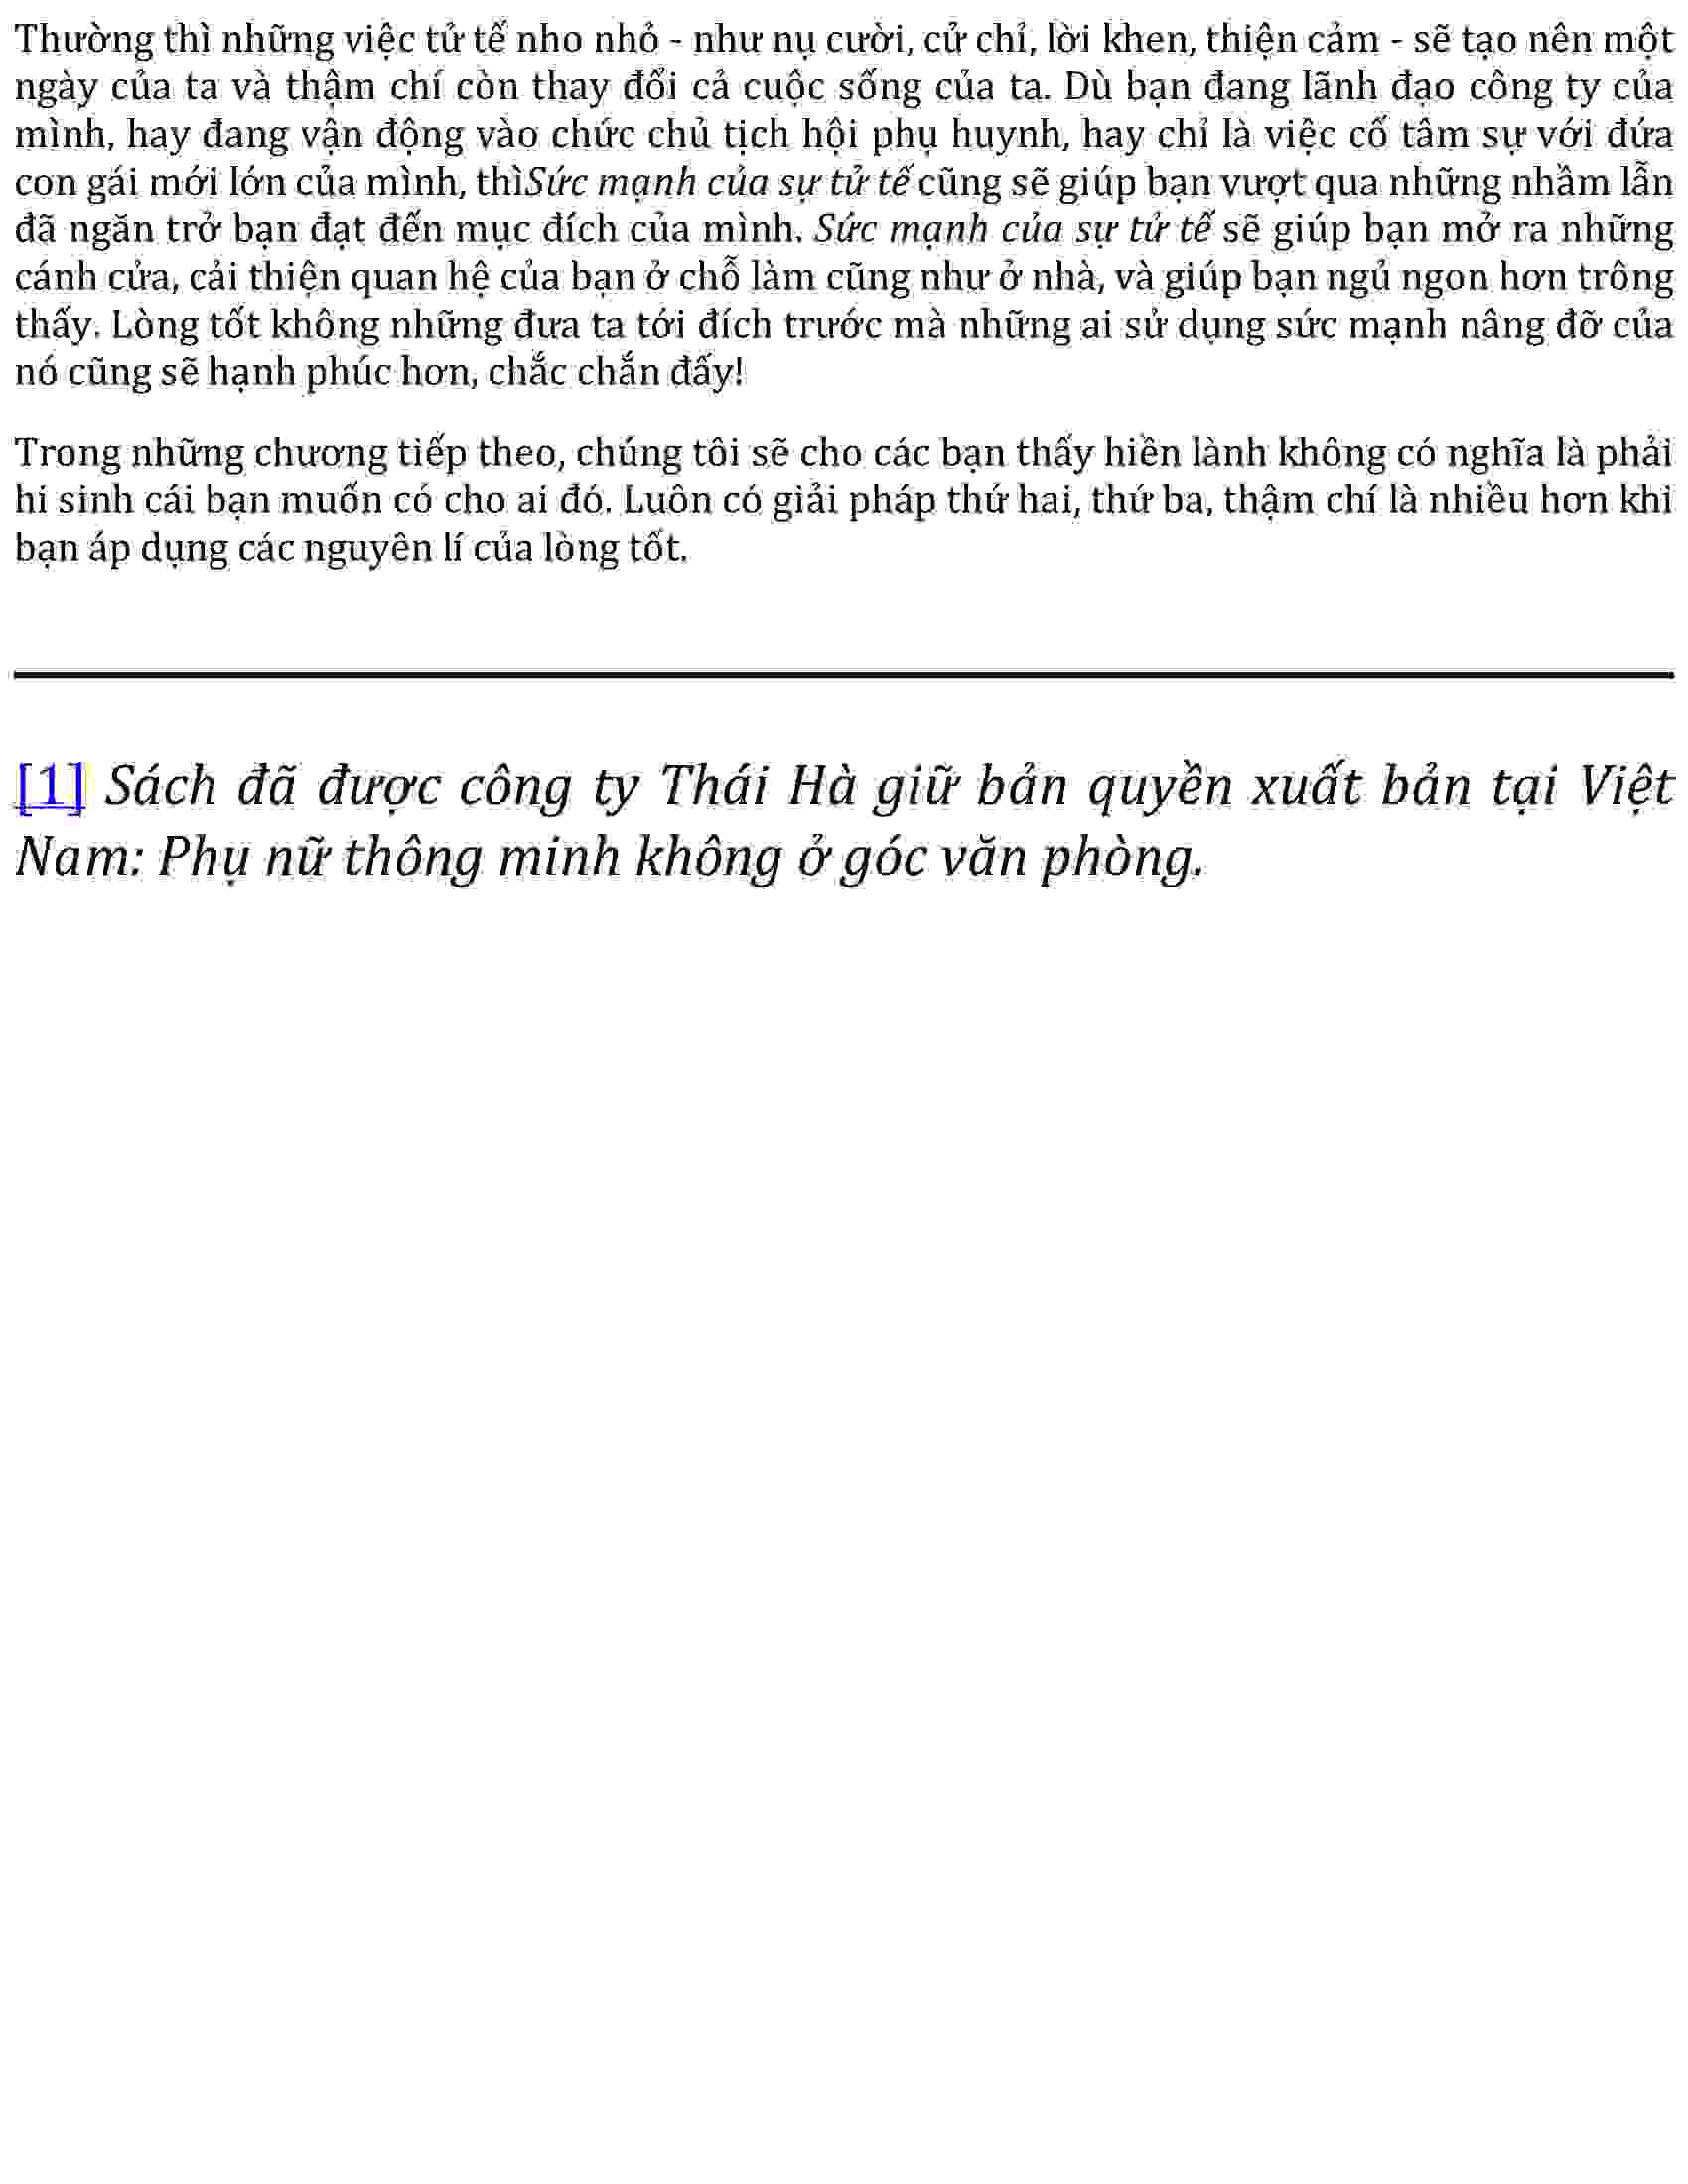 Thường thì những việc tử tế nho nhỏ - như nụ cười, cử chỉ, lời khen, thiện cảm - sẽ tạo nên một
ngày của ta và thậm chí còn thay đổi cả cuộc sống của ta. Dù bạn đang lãnh đạo công ty của
mình, hay đang vận động vào chức chủ tịch hội phụ huynh, hay chỉ là việc cố tâm sự với đứa
con gái mới lớn của mình, thìSức mạnh của sự tử tế cũng sẽ giúp bạn vượt qua những nhầm lẫn
đã ngăn trở bạn đạt đến mục đích của mình. Sức mạnh của sự tử tế sẽ giúp bạn mở ra những
cánh cửa, cải thiện quan hệ của bạn ở chỗ làm cũng như ở nhà, và giúp bạn ngủ ngon hơn trông
thấy. Lòng tốt không những đưa ta tới đích trước mà những ai sử dụng sức mạnh nâng đỡ của
nó cũng sẽ hạnh phúc hơn, chắc chắn đấy!
Trong những chương tiếp theo, chúng tôi sẽ cho các bạn thấy hiền lành không có nghĩa là phải
hi sinh cái bạn muốn có cho ai đó. Luôn có giải pháp thứ hai, thứ ba, thậm chí là nhiều hơn khi
bạn áp dụng các nguyên lí của lòng tốt.
[1] Sách đã được công ty Thái Hà giữ bản quyền xuất bản tại Việt
Nam: Phụ nữ thông minh không ở góc văn phòng.